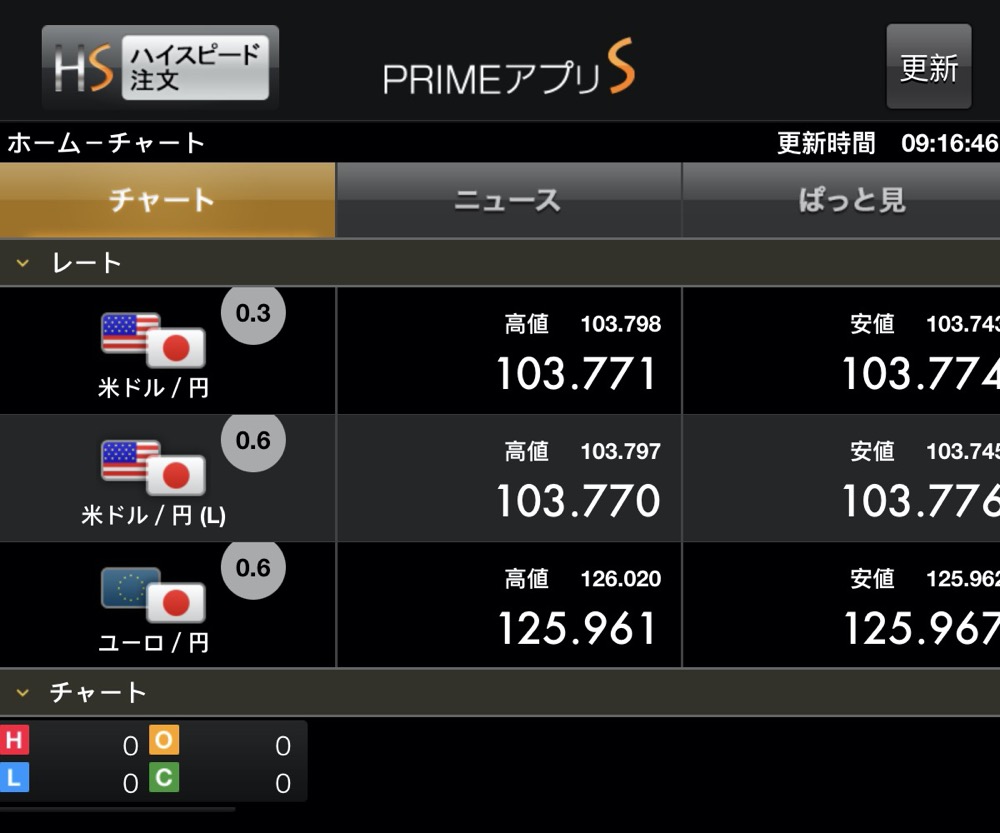 HS ハイスピード
注文
PRIMEアプリS
更新
ホーム－チャート 更新時間 09:16:46
チャート ニュース ぱっと見
レート
0.3 高値 103.798 安値 103.743
米ドル / 円 103.771 103.774
0.6 高値 103.797 安値 103.745
米ドル / 円 (L) 103.770 103.776
0.6 高値 126.020 安値 125.962
ユーロ / 円 125.961 125.967
チャート
H 0 O 0
L 0 C 0